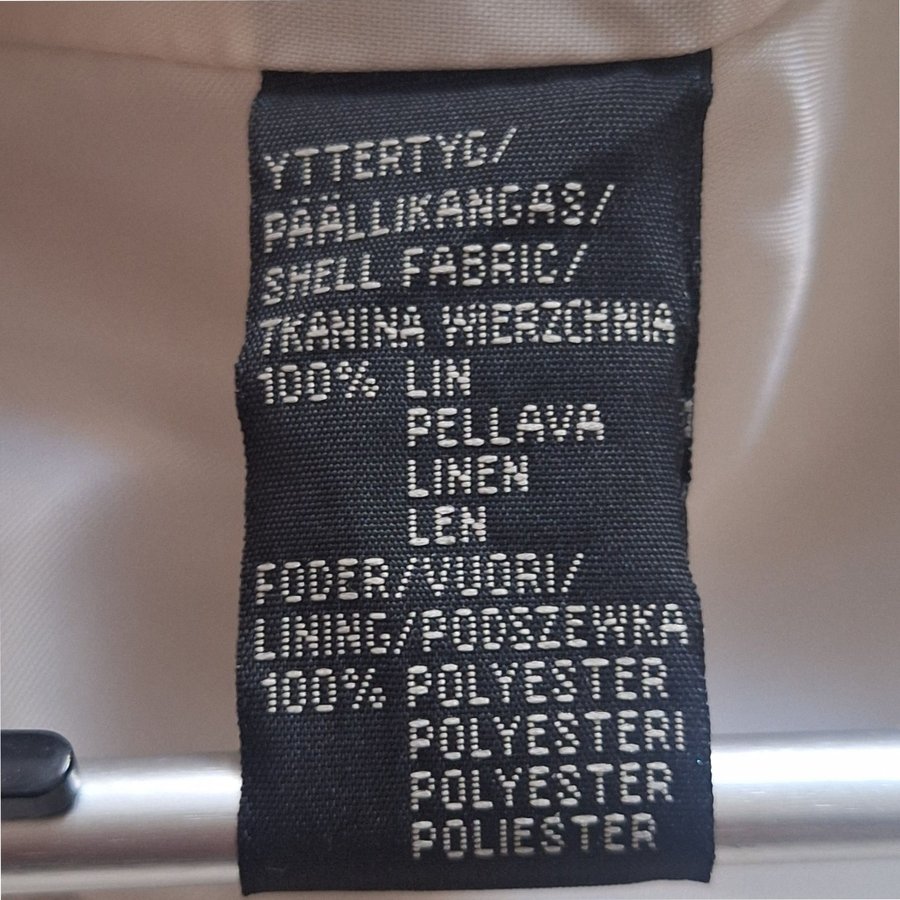 YTTERTYG/
PÄÄLLIKANGAS/
SHELL FABRIC/
TKANINA WIERZCHNIA
100% LIN
PELLAVA
LINEN
LEN
FODER/VUORI/
LINING/PODSZEWKA
100% POLYESTER
POLYESTERI
POLYESTER
POLIESTER